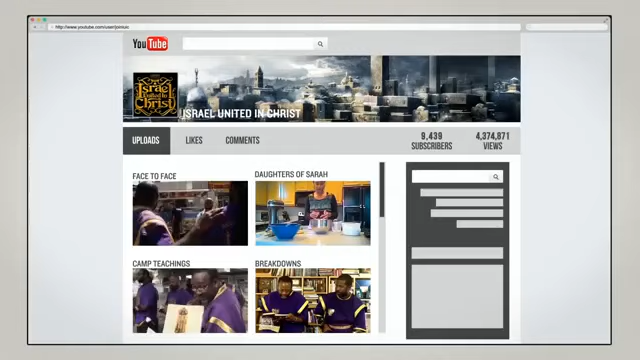 http://www.youtube.com/user/joiniuic
YouTube
Israel
United In
Christ
ISRAEL UNITED IN CHRIST
UPLOADS LIKES COMMENTS
9,439 4,374,871
SUBSCRIBERS VIEWS
FACE TO FACE DAUGHTERS OF SARAH
CAMP TEACHINGS BREAKDOWNS